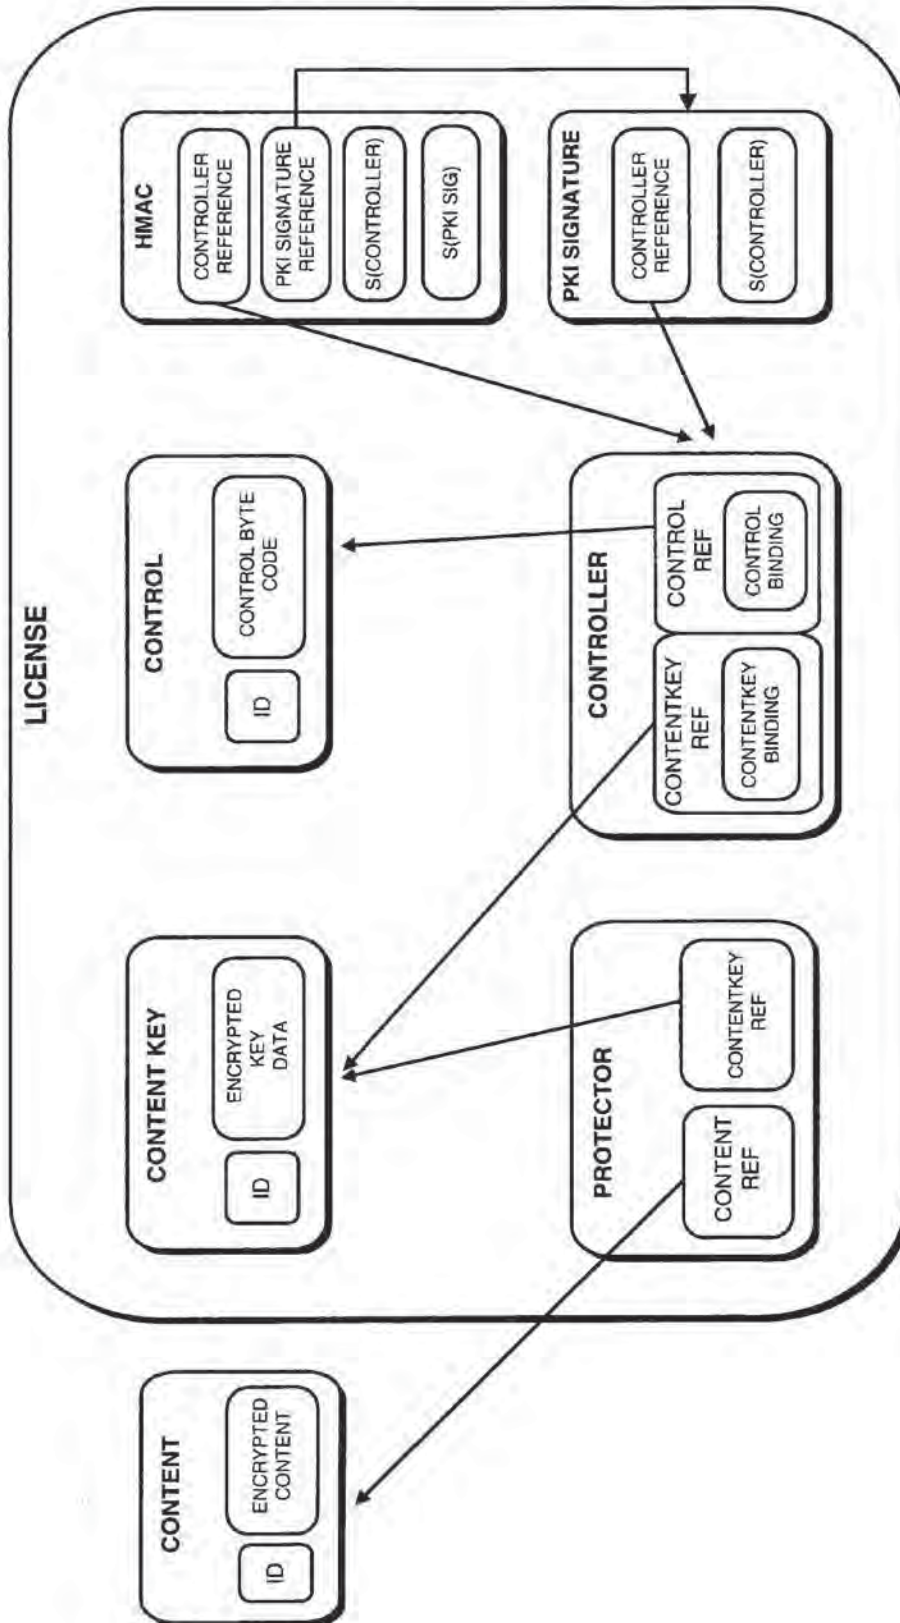 LICENSE
CONTENT
ID
ENCRYPTED
CONTENT
CONTENT KEY
ID
ENCRYPTED
KEY
DATA
CONTROL
ID
CONTROL BYTE
CODE
HMAC
CONTROLLER
REFERENCE
PKI SIGNATURE
REFERENCE
S(CONTROLLER)
S(PKI SIG)
PROTECTOR
CONTENT
REF
CONTENTKEY
REF
CONTROLLER
CONTENTKEY
REF
CONTENTKEY
BINDING
CONTROL
REF
CONTROL
BINDING
PKI SIGNATURE
CONTROLLER
REFERENCE
S(CONTROLLER)